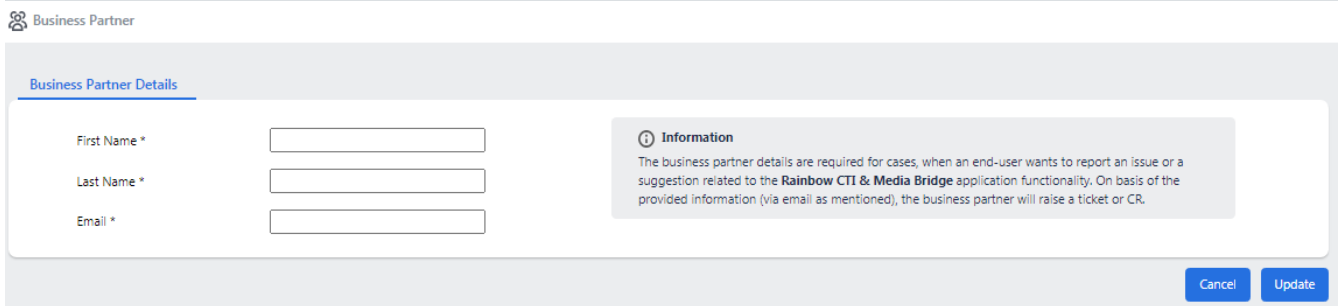 Business Partner
Business Partner Details
First Name *
Last Name *
Email *
Information
The business partner details are required for cases, when an end-user wants to report an issue or a
suggestion related to the Rainbow CTI & Media Bridge application functionality. On basis of the
provided information (via email as mentioned), the business partner will raise a ticket or CR.
Cancel
Update